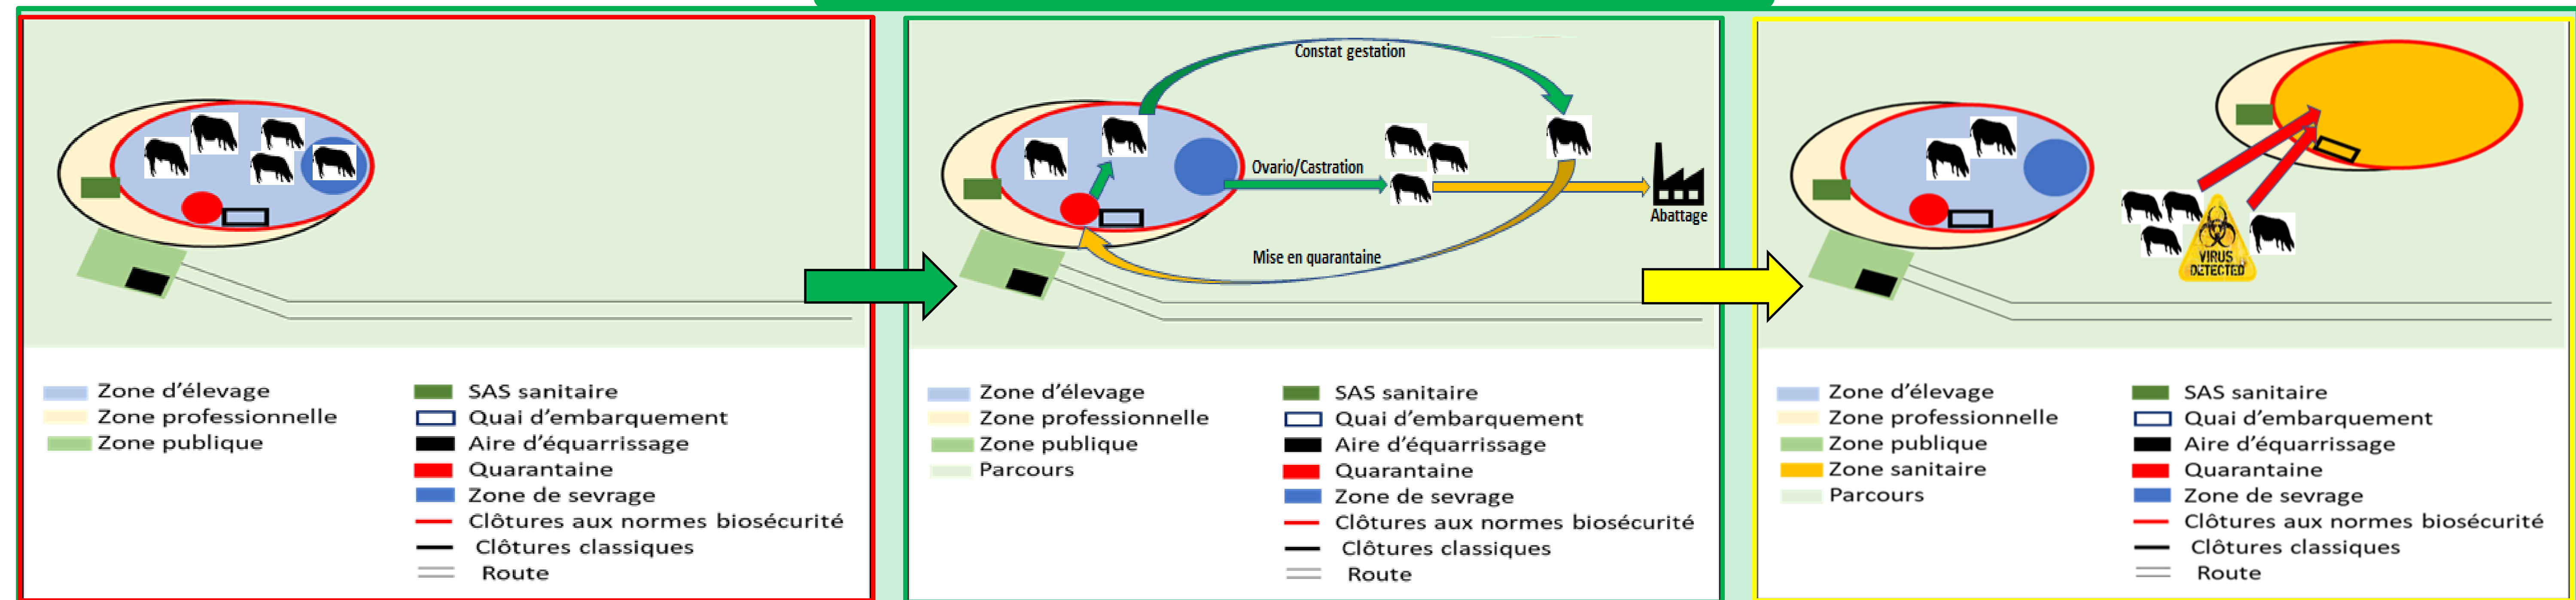 Zone d'élevage
Zone professionnelle
Zone publique
SAS sanitaire
Quai d'embarquement
Aire d'équarrissage
Quarantaine
Zone de sevrage
Clôtures aux normes biosécurité
Clôtures classiques
Route
Constat gestation
Ovario/Castration
Abattage
Mise en quarantaine
Zone d'élevage
Zone professionnelle
Zone publique
Parcours
SAS sanitaire
Quai d'embarquement
Aire d'équarrissage
Quarantaine
Zone de sevrage
Clôtures aux normes biosécurité
Clôtures classiques
Route
VIRUS
DETECTED
Zone d'élevage
Zone professionnelle
Zone publique
Zone sanitaire
Parcours
SAS sanitaire
Quai d'embarquement
Aire d'équarrissage
Quarantaine
Zone de sevrage
Clôtures aux normes biosécurité
Clôtures classiques
Route